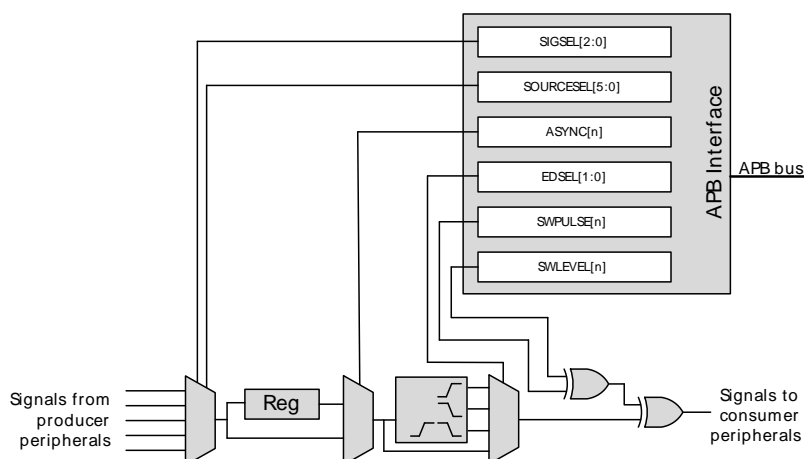 SIGSEL[2:0]
SOURCESEL[5:0]
ASYNC[n]
EDSEL[1:0]
SWPULSE[n]
SWLEVEL[n]
APB Interface
APB bus
Signals from
producer
peripherals
Reg
Signals to
consumer
peripherals